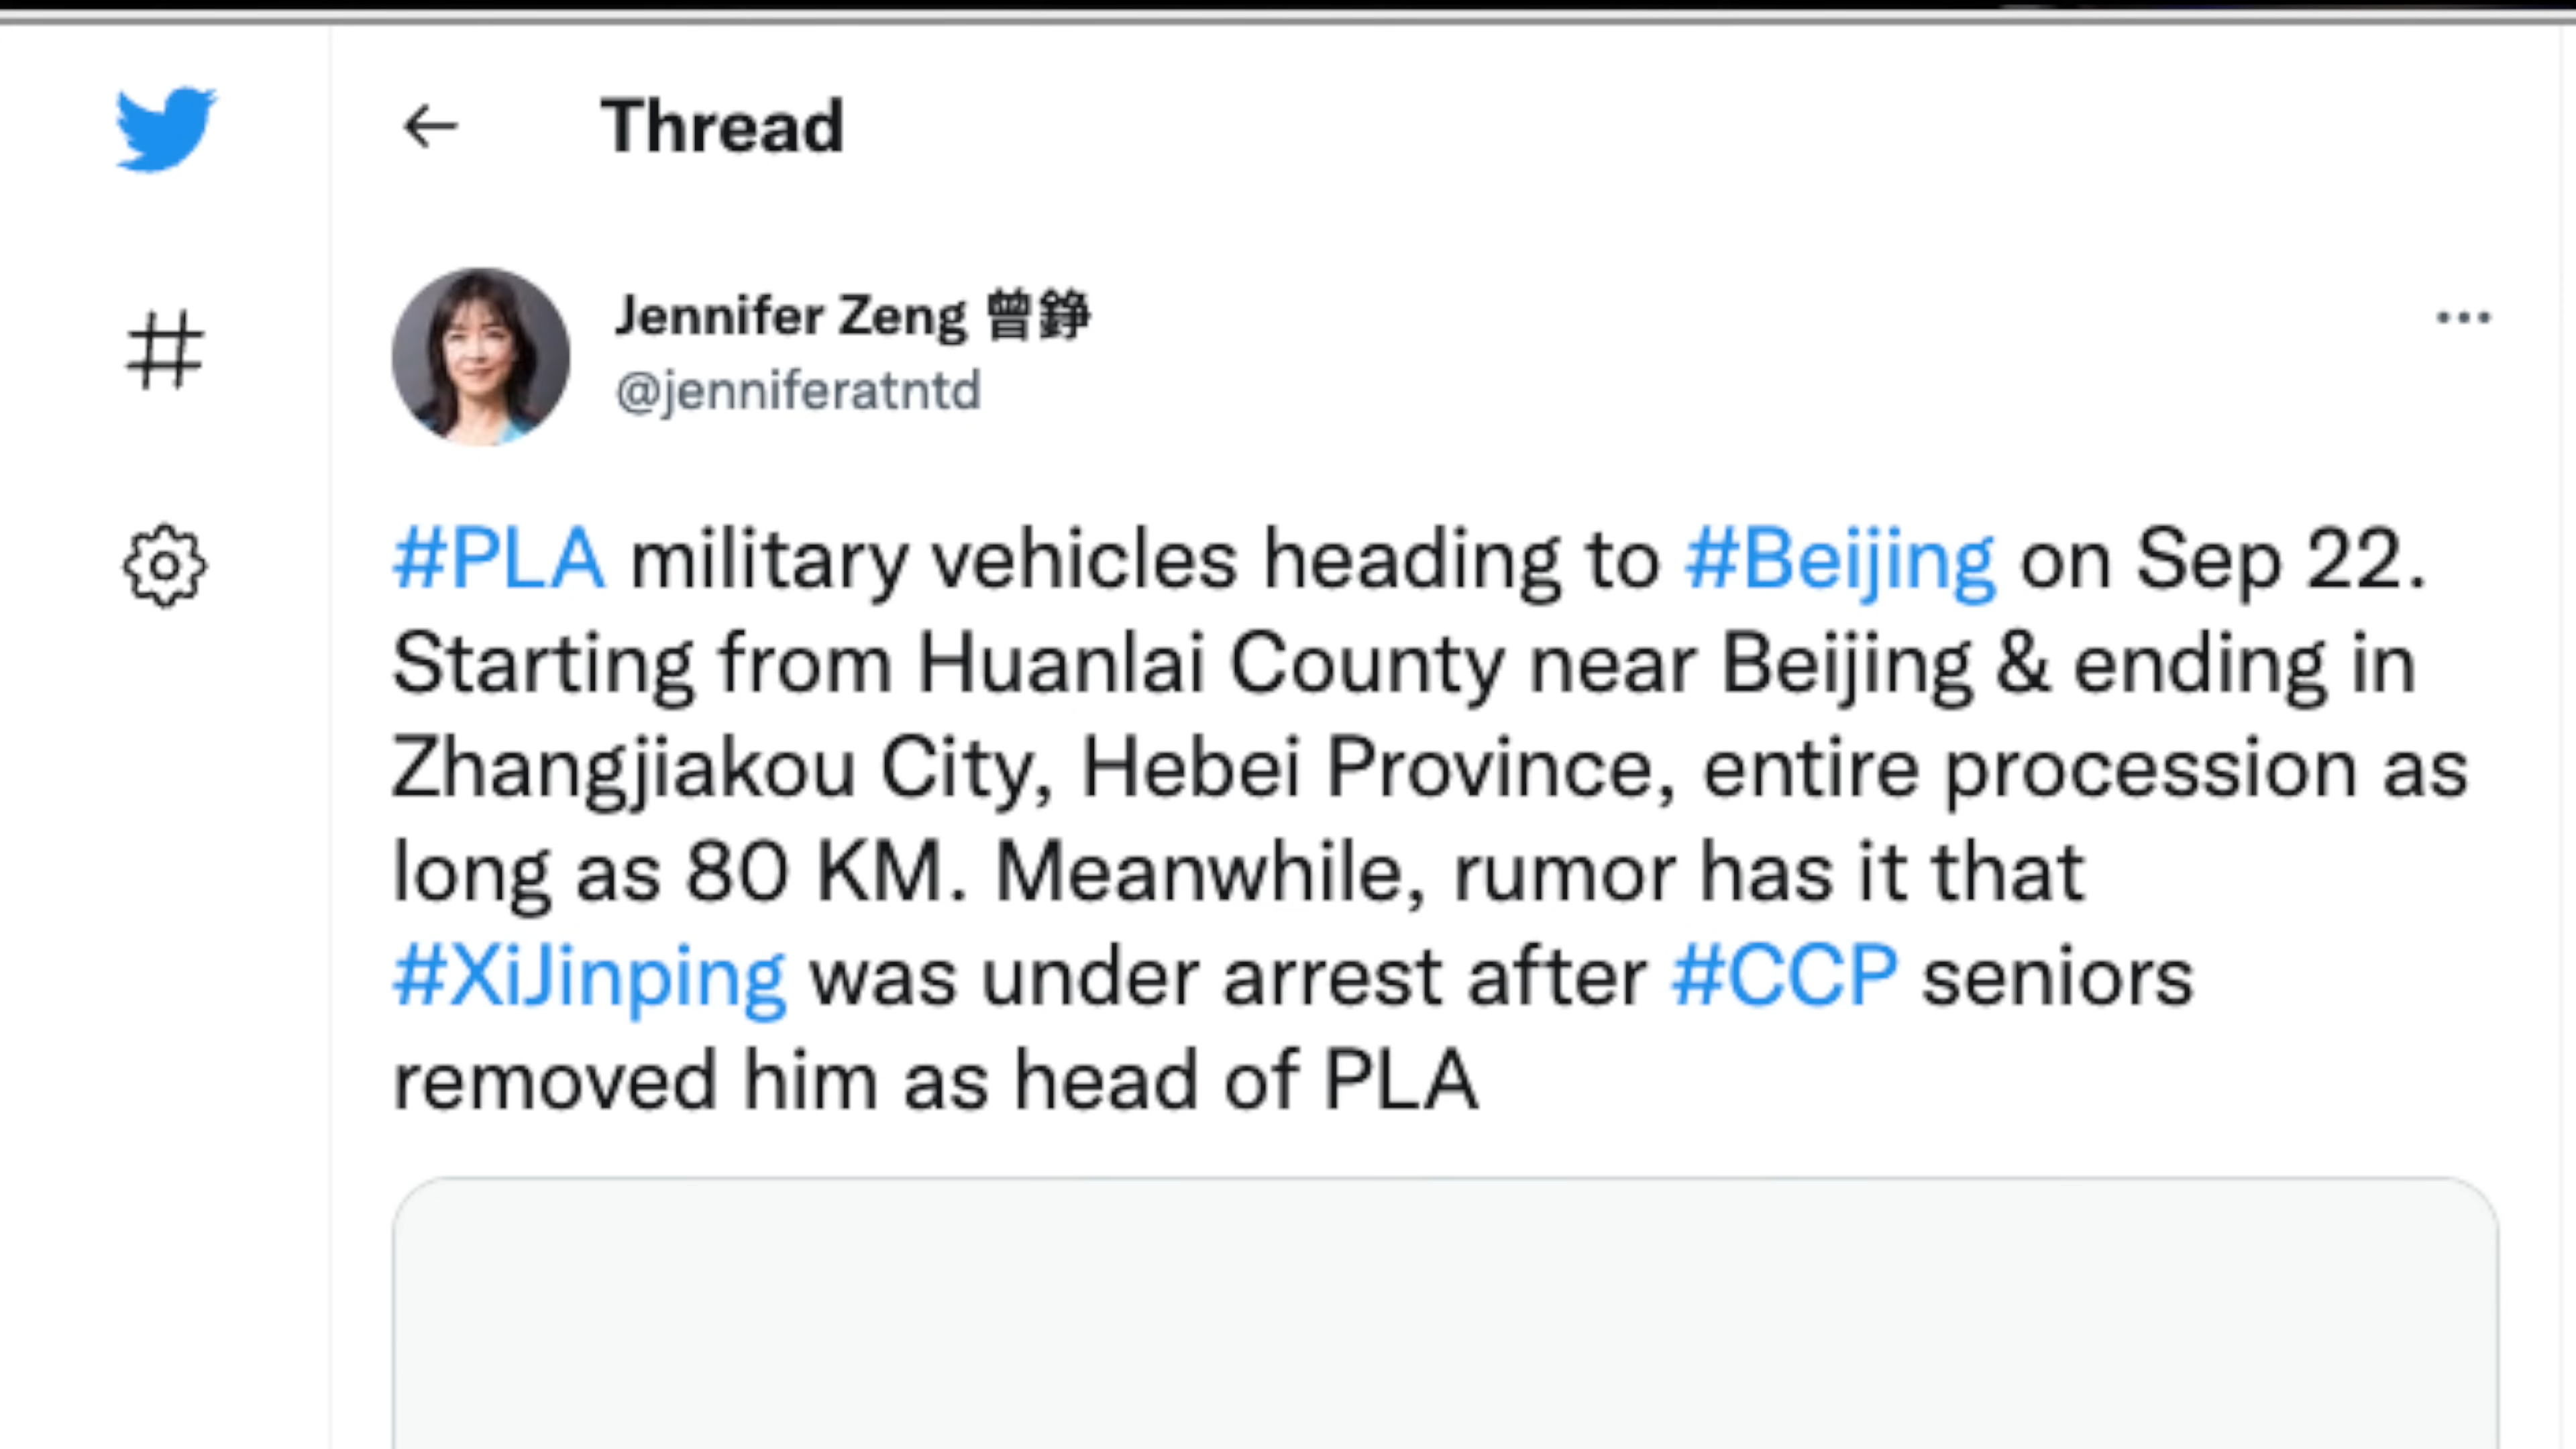 Thread
Jennifer Zeng 曾錚
@jenniferatntd
#PLA military vehicles heading to #Beijing on Sep 22.
Starting from Huanlai County near Beijing & ending in
Zhangjiakou City, Hebei Province, entire procession as
long as 80 KM. Meanwhile, rumor has it that
#XiJinping was under arrest after #CCP seniors
removed him as head of PLA